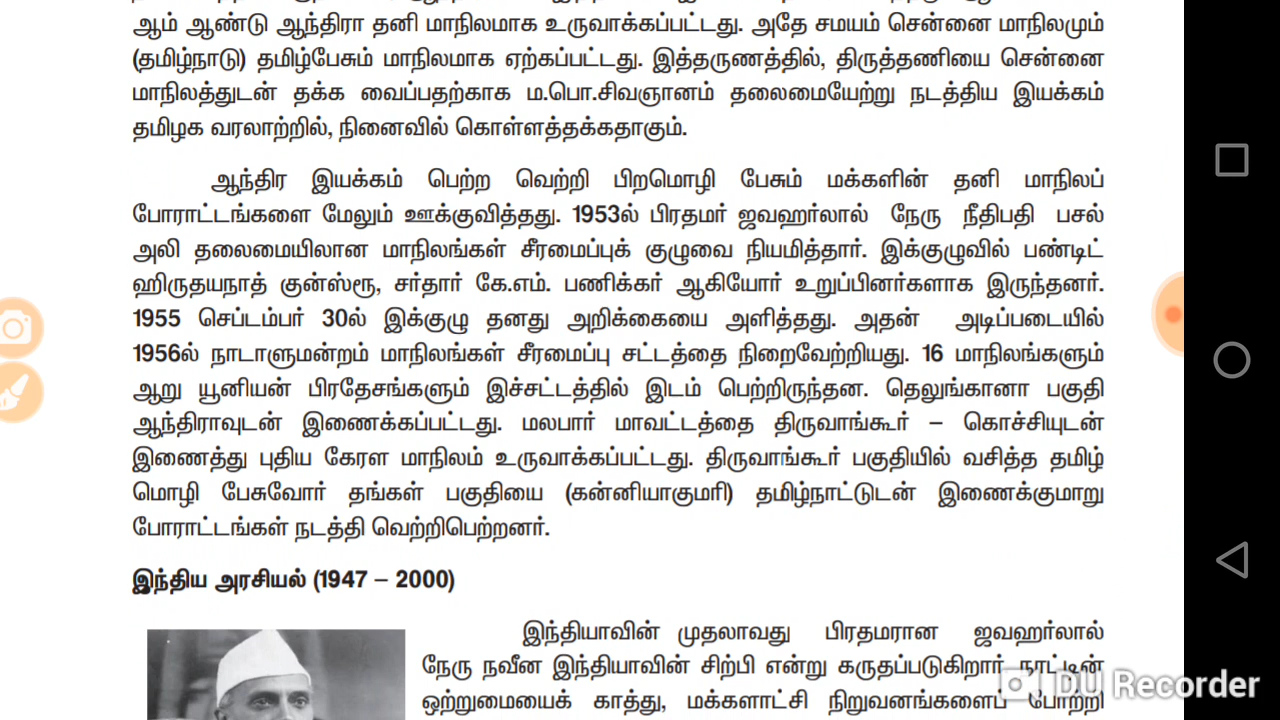 ஆம் ஆண்டு ஆந்திரா தனி மாநிலமாக உருவாக்கப்பட்டது. அதே சமயம் சென்னை மாநிலமும்
(தமிழ்நாடு) தமிழ்பேசும் மாநிலமாக ஏற்கப்பட்டது. இத்தருணத்தில், திருத்தணியை சென்னை
மாநிலத்துடன் தக்க வைப்பதற்காக ம.பொ.சிவஞானம் தலைமையேற்று நடத்திய இயக்கம்
தமிழக வரலாற்றில், நினைவில் கொள்ளத்தக்கதாகும்.
ஆந்திர இயக்கம் பெற்ற வெற்றி பிறமொழி பேசும் மக்களின் தனி மாநிலப்
போராட்டங்களை மேலும் ஊக்குவித்தது. 1953ல் பிரதமர் ஜவஹர்லால் நேரு நீதிபதி பசல்
அலி தலைமையிலான மாநிலங்கள் சீரமைப்புக் குழுவை நியமித்தார். இக்குழுவில் பண்டிட்
ஹிருதயநாத் குன்ஸ்ரூ, சர்தார் கே.எம். பணிக்கர் ஆகியோர் உறுப்பினர்களாக இருந்தனர்.
1955 செப்டம்பர் 30ல் இக்குழு தனது அறிக்கையை அளித்தது. அதன் அடிப்படையில்
1956ல் நாடாளுமன்றம் மாநிலங்கள் சீரமைப்பு சட்டத்தை நிறைவேற்றியது. 16 மாநிலங்களும்
ஆறு யூனியன் பிரதேசங்களும் இச்சட்டத்தில் இடம் பெற்றிருந்தன. தெலுங்கானா பகுதி
ஆந்திராவுடன் இணைக்கப்பட்டது. மலபார் மாவட்டத்தை திருவாங்கூர் – கொச்சியுடன்
இணைத்து புதிய கேரள மாநிலம் உருவாக்கப்பட்டது. திருவாங்கூர் பகுதியில் வசித்த தமிழ்
மொழி பேசுவோர் தங்கள் பகுதியை (கன்னியாகுமரி) தமிழ்நாட்டுடன் இணைக்குமாறு
போராட்டங்கள் நடத்தி வெற்றிபெற்றனர்.
இந்திய அரசியல் (1947 – 2000)
இந்தியாவின் முதலாவது பிரதமரான ஜவஹர்லால்
நேரு நவீன இந்தியாவின் சிற்பி என்று கருதப்படுகிறார். நாட்டின்
ஒற்றுமையைக் காத்து, மக்களாட்சி நிறுவனங்களைப் போற்றி
DU Recorder